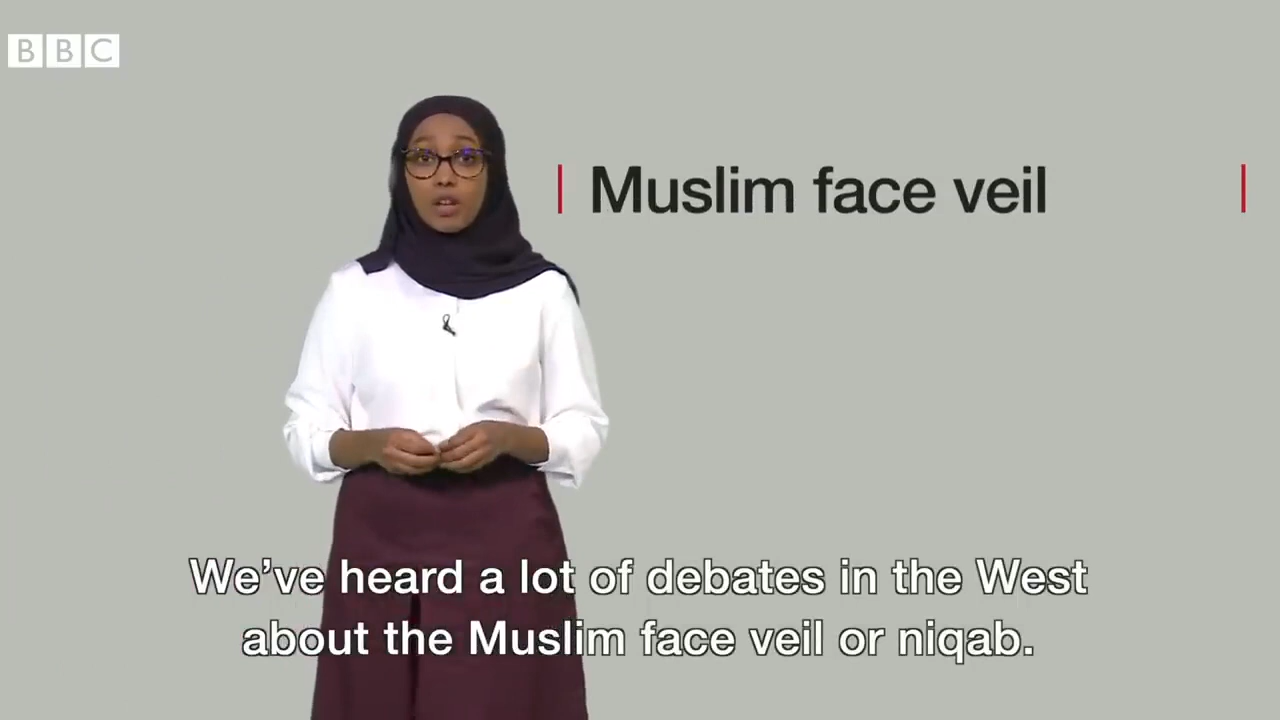 BBC
Muslim face veil
We've heard a lot of debates in the West
about the Muslim face veil or niqab.